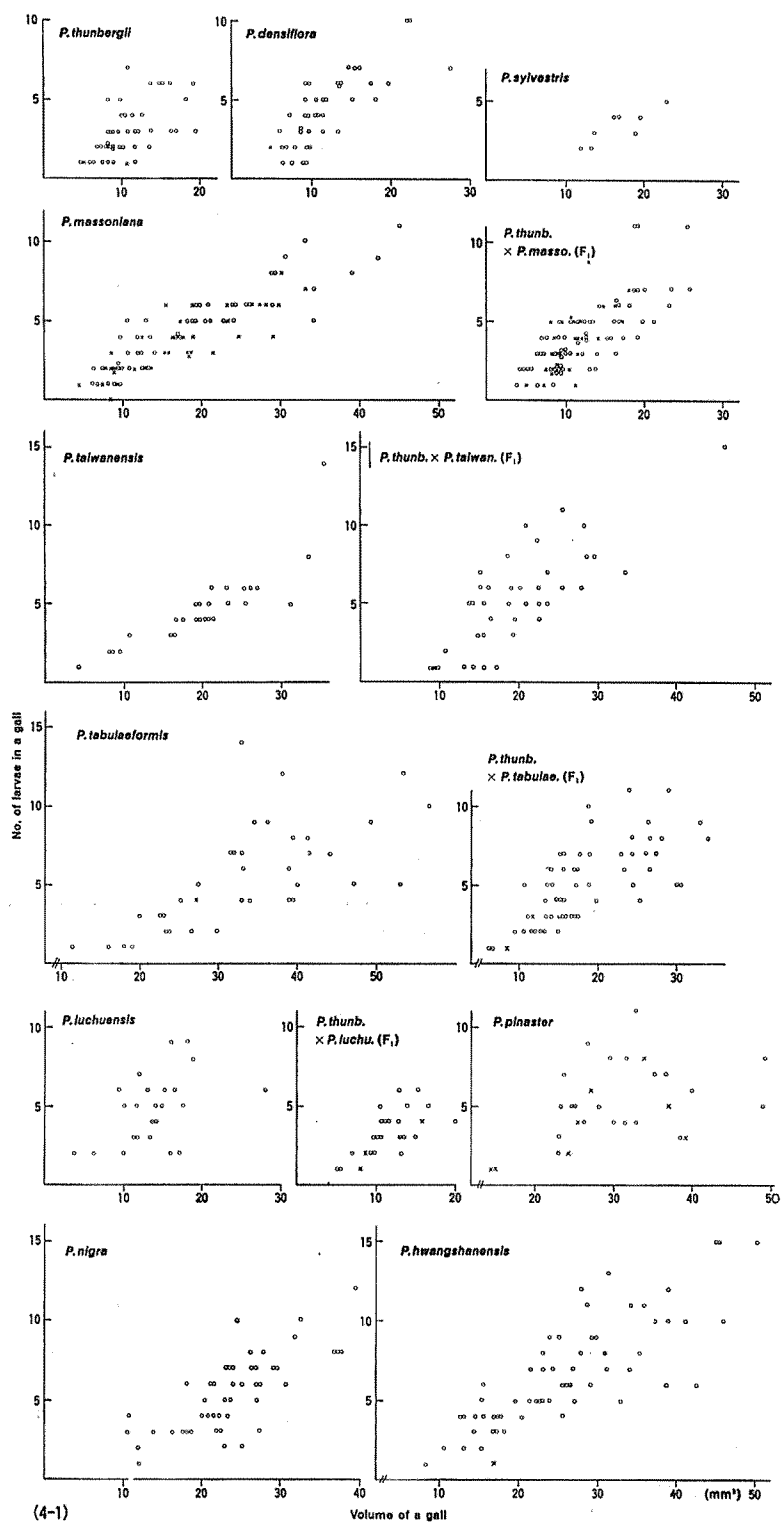 P. thunbergii
P. densiflora
P. sylvestris
10
5
10
5
5
10 20
10 20 30
10 20 30
P. massoniana
P. thunb.
× P. masso. (F₁)
10
5
10
5
10 20 30 40 50
10 20 30
P. taiwanensis
P. thunb. × P. taiwan. (F₁)
15
10
5
15
10
5
10 20 30
10 20 30 40 50
No. of larvae in a gall
P. tabulaeformis
P. thunb.
× P. tabulae. (F₁)
15
10
5
10
5
10 20 30 40 50
10 20 30
P. luchuensis
P. thunb.
× P. luchu. (F₁)
P. pinaster
10
5
10
5
10
5
10 20 30
10 20
20 30 40 50
P. nigra
P. hwangshanensis
15
10
5
15
10
5
10 20 30 40
10 20 30 40 (mm³) 50
(4-1)
Volume of a gall